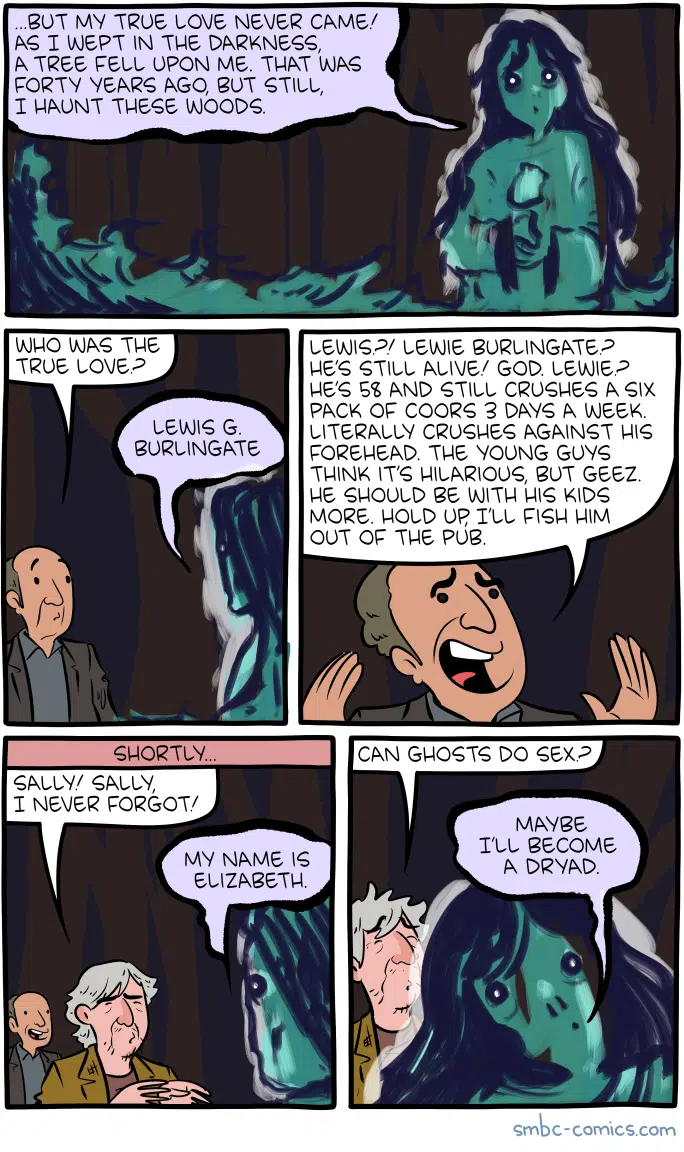 ...BUT MY TRUE LOVE NEVER CAME!
AS I WEPT IN THE DARKNESS,
A TREE FELL UPON ME. THAT WAS
FORTY YEARS AGO, BUT STILL,
I HAUNT THESE WOODS.
WHO WAS THE
TRUE LOVE?
LEWIS G.
BURLINGATE
LEWIS?! LEWIE BURLINGATE?
HE'S STILL ALIVE! GOD. LEWIE?
HE'S 58 AND STILL CRUSHES A SIX
PACK OF COORS 3 DAYS A WEEK.
LITERALLY CRUSHES AGAINST HIS
FOREHEAD. THE YOUNG GUYS
THINK IT'S HILARIOUS, BUT GEEZ.
HE SHOULD BE WITH HIS KIDS
MORE. HOLD UP, I'LL FISH HIM
OUT OF THE PUB.
SHORTLY...
SALLY! SALLY,
I NEVER FORGOT!
MY NAME IS
ELIZABETH.
CAN GHOSTS DO SEX?
MAYBE
I'LL BECOME
A DRYAD.
smbc-comics.com